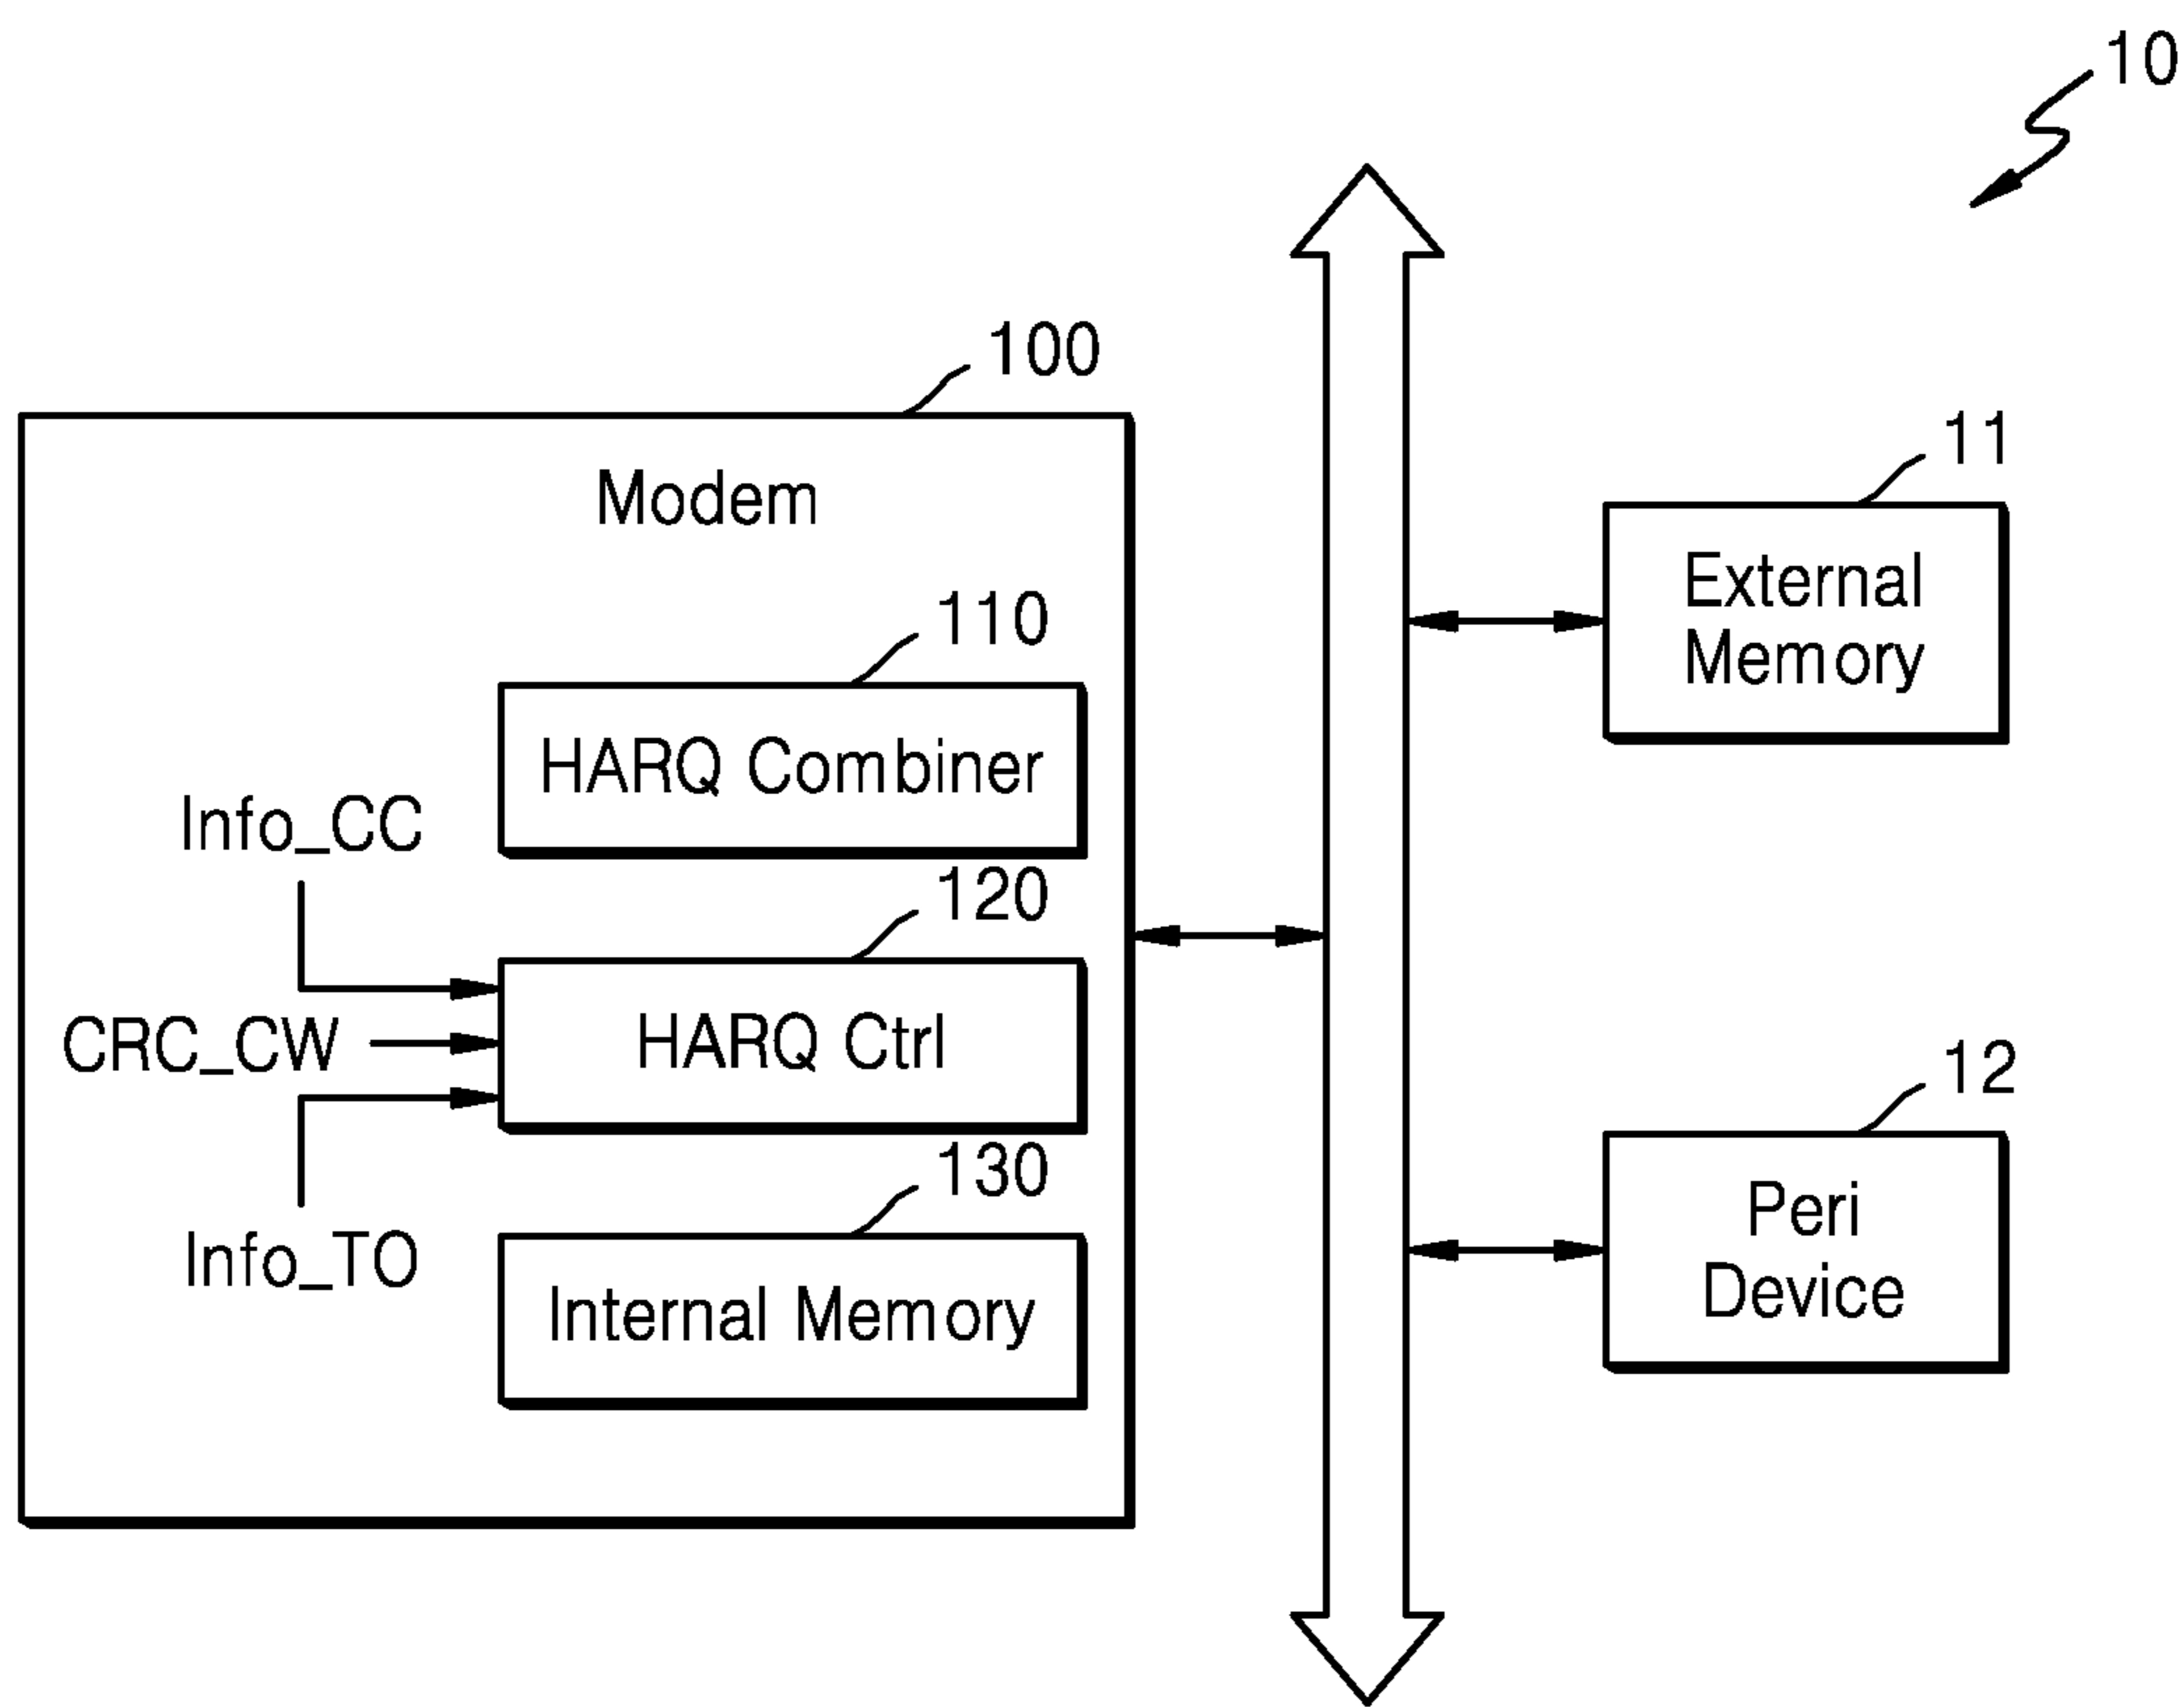 10
100
Modem
11
External
Memory
110
HARQ Combiner
Info_CC
120
CRC_CW
HARQ Ctrl
12
Peri
Device
130
Info_TO
Internal Memory